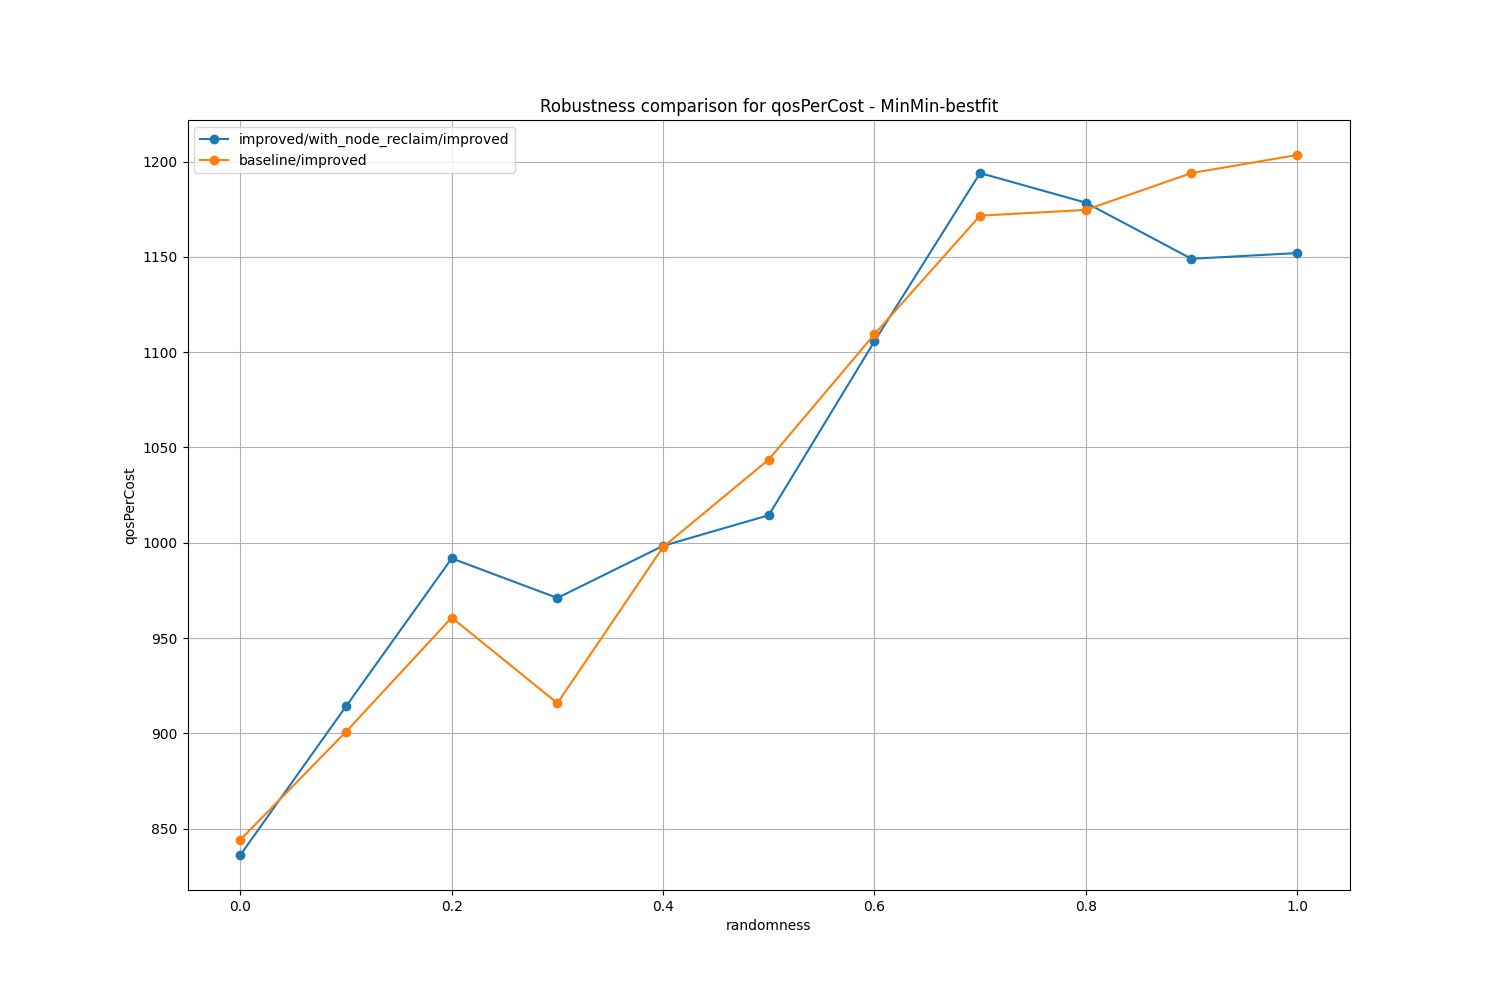 Robustness comparison for qosPerCost - MinMin-bestfit
improved/with_node_reclaim/improved
baseline/improved
1200
1150
1100
1050
1000
950
900
850
qosPerCost
0.0 0.2 0.4 0.6 0.8 1.0
randomness